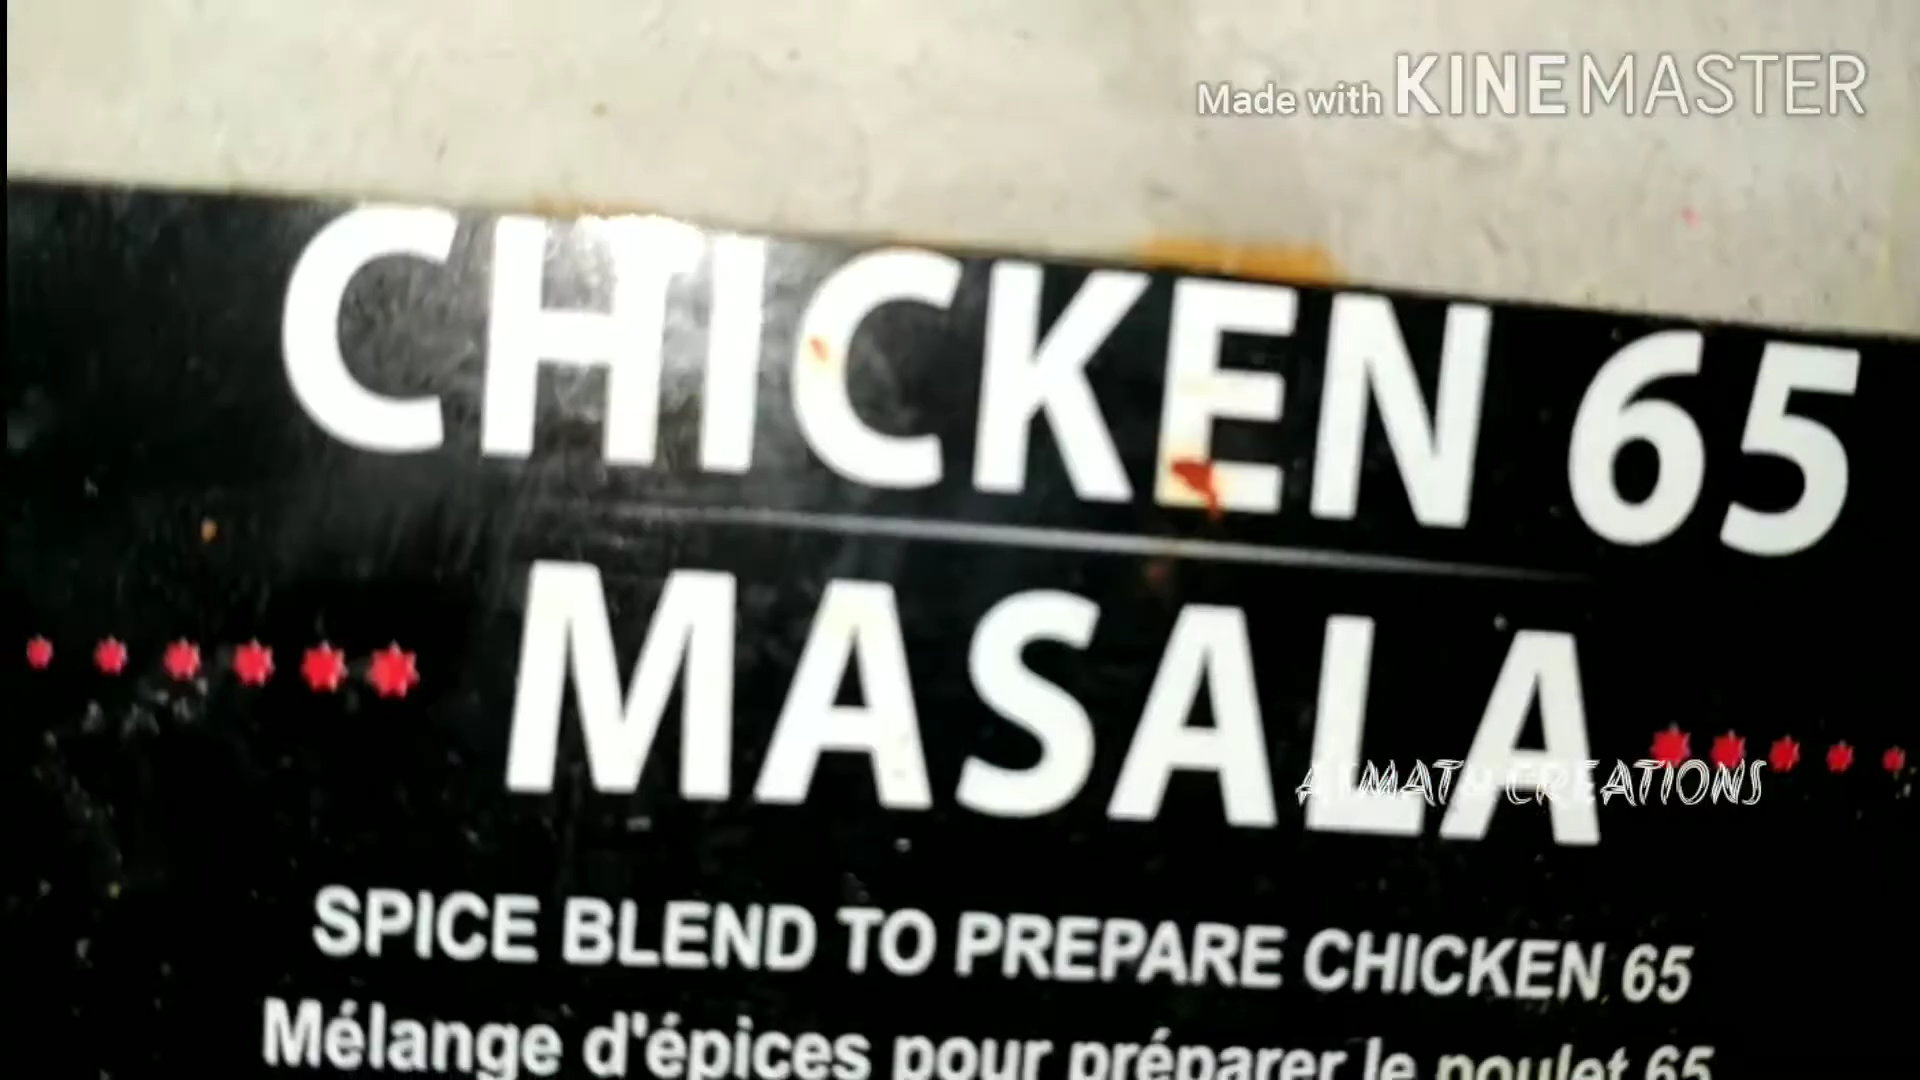 Made with KINEMASTER
CHICKEN 65
MASALA
CREATIONS
SPICE BLEND TO PREPARE CHICKEN 65
Mélange d'épices pour préparer le poulet 65